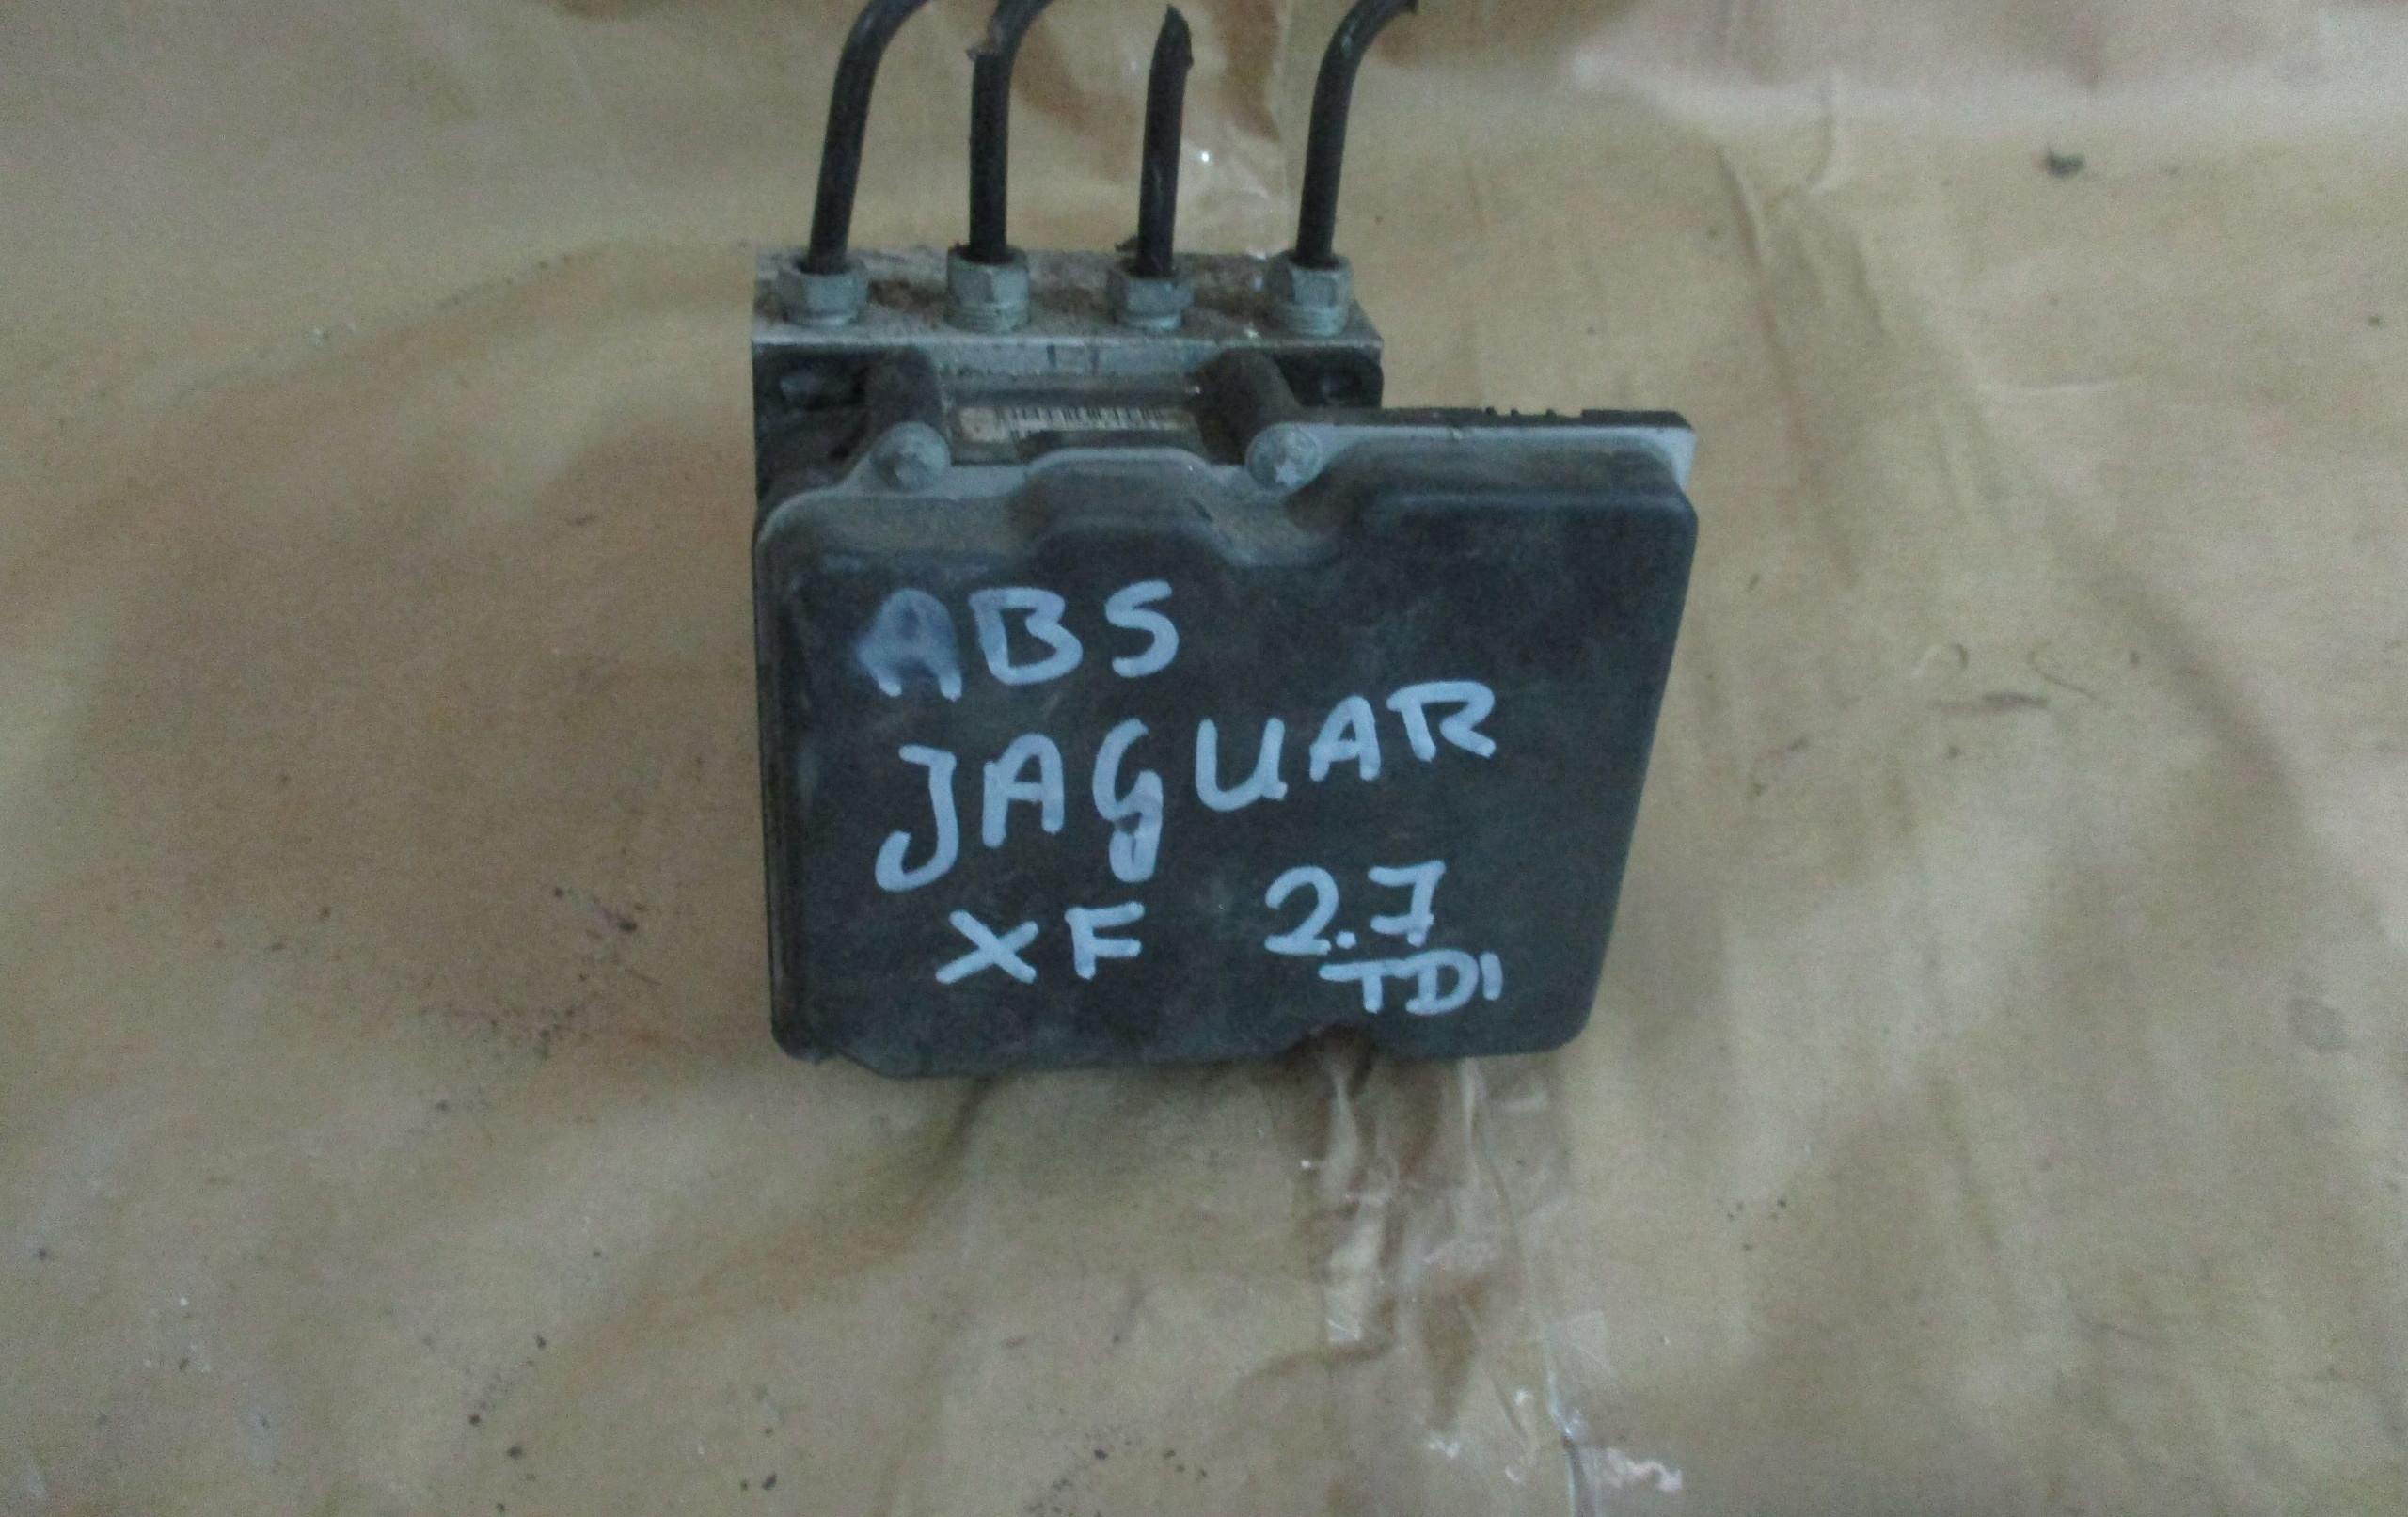 ABS
JAGUAR
XF 2.7
TDI